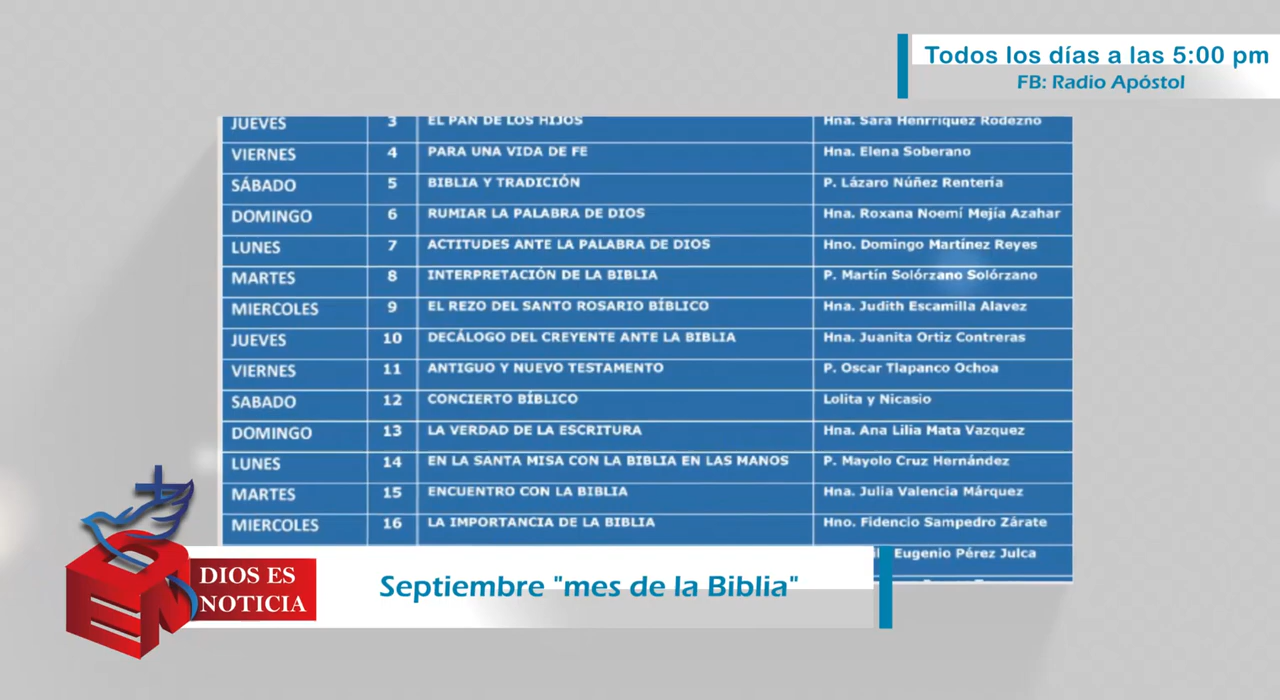 Todos los días a las 5:00 pm
FB: Radio Apóstol
JUEVES 3 EL PAN DE LOS HIJOS Hna. Sara Henrríquez Rodezno
VIERNES 4 PARA UNA VIDA DE FE Hna. Elena Soberano
SÁBADO 5 BIBLIA Y TRADICIÓN P. Lázaro Núñez Rentería
DOMINGO 6 RUMIAR LA PALABRA DE DIOS Hna. Roxana Noemí Mejía Azahar
LUNES 7 ACTITUDES ANTE LA PALABRA DE DIOS Hno. Domingo Martínez Reyes
MARTES 8 INTERPRETACIÓN DE LA BIBLIA P. Martín Solórzano Solórzano
MIERCOLES 9 EL REZO DEL SANTO ROSARIO BÍBLICO Hna. Judith Escamilla Alavez
JUEVES 10 DECÁLOGO DEL CREYENTE ANTE LA BIBLIA Hna. Juanita Ortiz Contreras
VIERNES 11 ANTIGUO Y NUEVO TESTAMENTO P. Oscar Tlapanco Ochoa
SABADO 12 CONCIERTO BÍBLICO Lolita y Nicasio
DOMINGO 13 LA VERDAD DE LA ESCRITURA Hna. Ana Lilia Mata Vazquez
LUNES 14 EN LA SANTA MISA CON LA BIBLIA EN LAS MANOS P. Mayolo Cruz Hernández
MARTES 15 ENCUENTRO CON LA BIBLIA Hna. Julia Valencia Márquez
MIERCOLES 16 LA IMPORTANCIA DE LA BIBLIA Hno. Fidencio Sampedro Zárate
Eugenio Pérez Julca
DEN
DIOS ES
NOTICIA
Septiembre "mes de la Biblia"